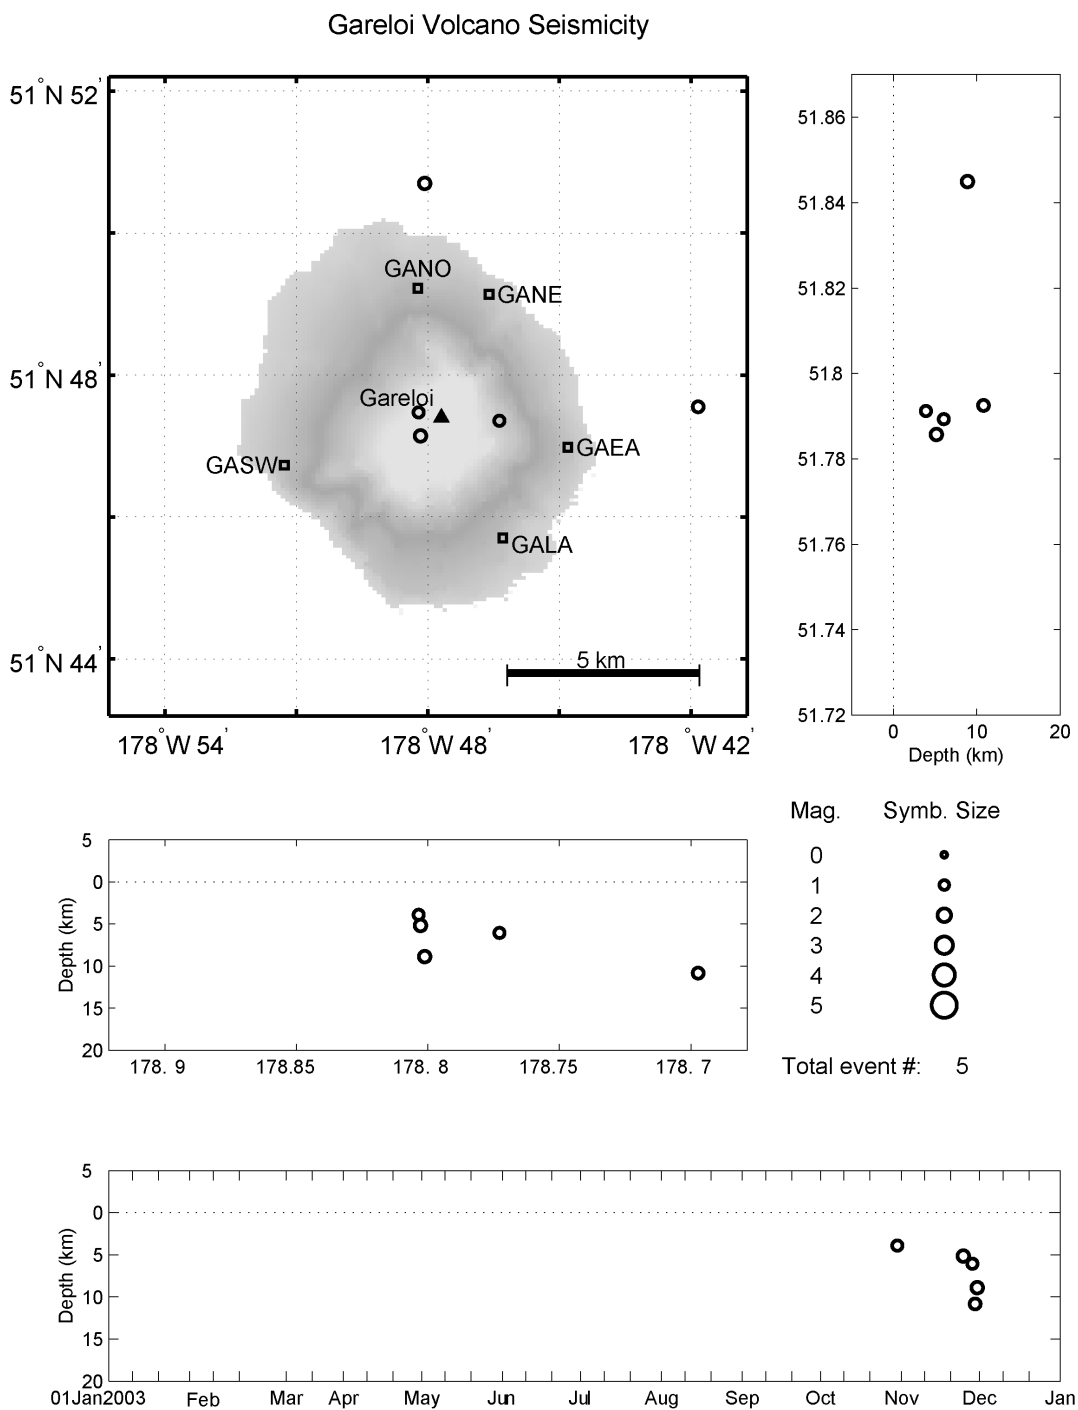 Gareloi Volcano Seismicity
51°N 52'
51°N 48'
51°N 44'
GANO
GANE
Gareloi
GAEA
GASW
GALA
5 km
178°W 54'
178°W 48'
178 °W 42'
51.86
51.84
51.82
51.8
51.78
51.76
51.74
51.72
0 10 20
Depth (km)
Mag. Symb. Size
0
1
2
3
4
5
Total event #: 5
5
0
5
10
15
20
Depth (km)
178. 9 178.85 178. 8 178.75 178. 7
5
0
5
10
15
20
Depth (km)
01Jan2003 Feb Mar Apr May Jun Jul Aug Sep Oct Nov Dec Jan